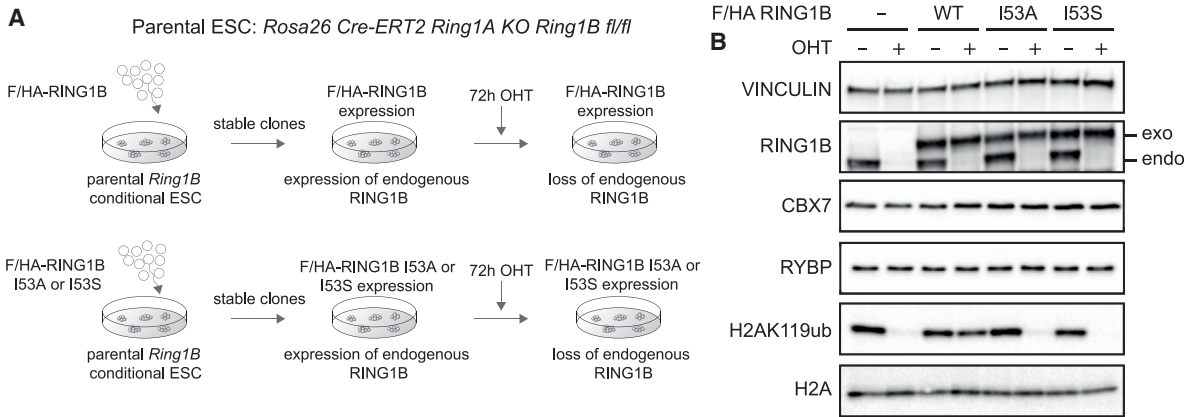 A
Parental ESC: Rosa26 Cre-ERT2 Ring1A KO Ring1B fl/fl
F/HA-RING1B
stable clones
F/HA-RING1B
expression
72h OHT
F/HA-RING1B
expression
parental Ring1B
conditional ESC
expression of endogenous
RING1B
loss of endogenous
RING1B
F/HA-RING1B
I53A or I53S
stable clones
F/HA-RING1B I53A or
I53S expression
72h OHT
F/HA-RING1B I53A or
I53S expression
parental Ring1B
conditional ESC
expression of endogenous
RING1B
loss of endogenous
RING1B
B
F/HA RING1B – WT I53A I53S
OHT – + – + – + – +
VINCULIN
RING1B
exo
endo
CBX7
RYBP
H2AK119ub
H2A